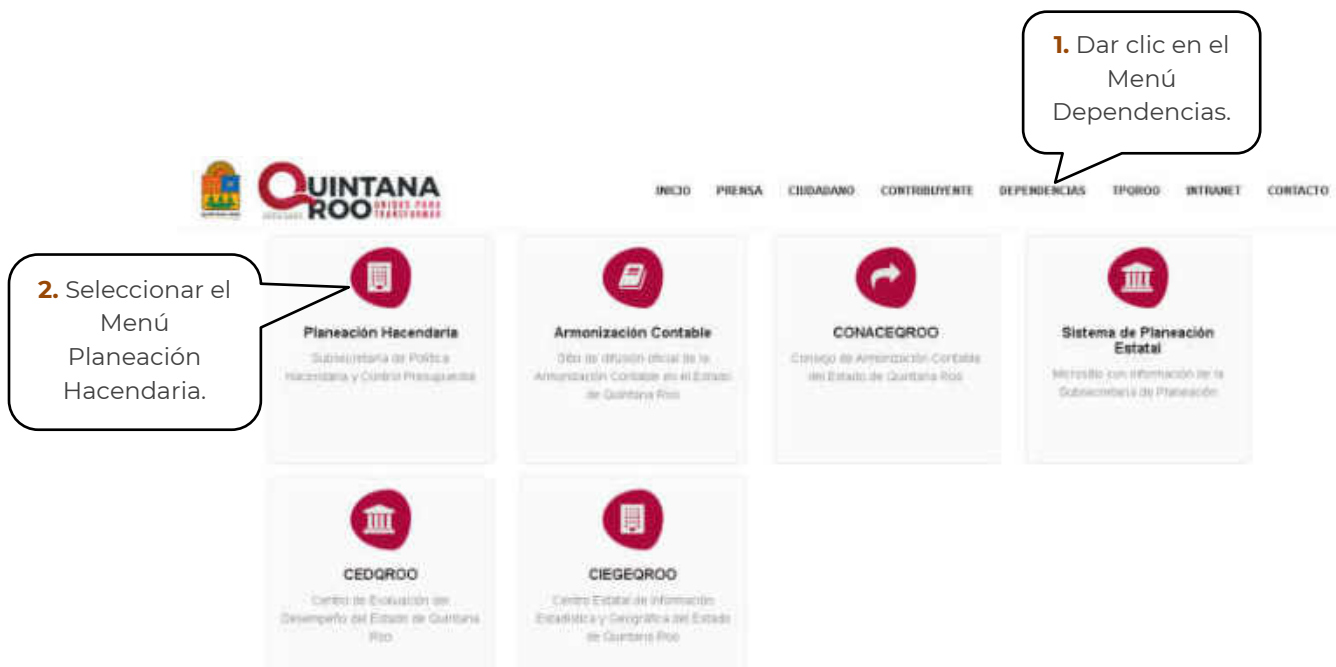 1. Dar clic en el
Menú
Dependencias.
QUINTANA
ROO UNIDOS PARA
TRANSFORMAR
INICIO PRENSA CIUDADANO CONTRIBUYENTE DEPENDENCIAS TPQROO INTRANET CONTACTO
2. Seleccionar el
Menú
Planeación
Hacendaria.
Planeación Hacendaria
Subsecretaría de Política
Hacendaria y Control Presupuestal
Armonización Contable
Sitio de difusión oficial de la
Armonización Contable en el Estado
de Quintana Roo
CONACEQROO
Consejo de Armonización Contable
del Estado de Quintana Roo
Sistema de Planeación
Estatal
Micrositio con información de la
Subsecretaría de Planeación
CEDQROO
Centro de Evaluación del
Desempeño del Estado de Quintana
Roo
CIEGEQROO
Centro Estatal de Información
Estadística y Geográfica del Estado
de Quintana Roo